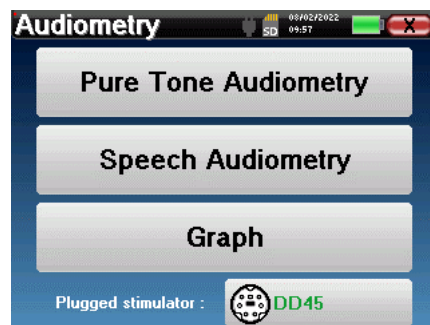 Audiometry
SD
08/02/2022
09:57
X
Pure Tone Audiometry
Speech Audiometry
Graph
Plugged stimulator : DD45